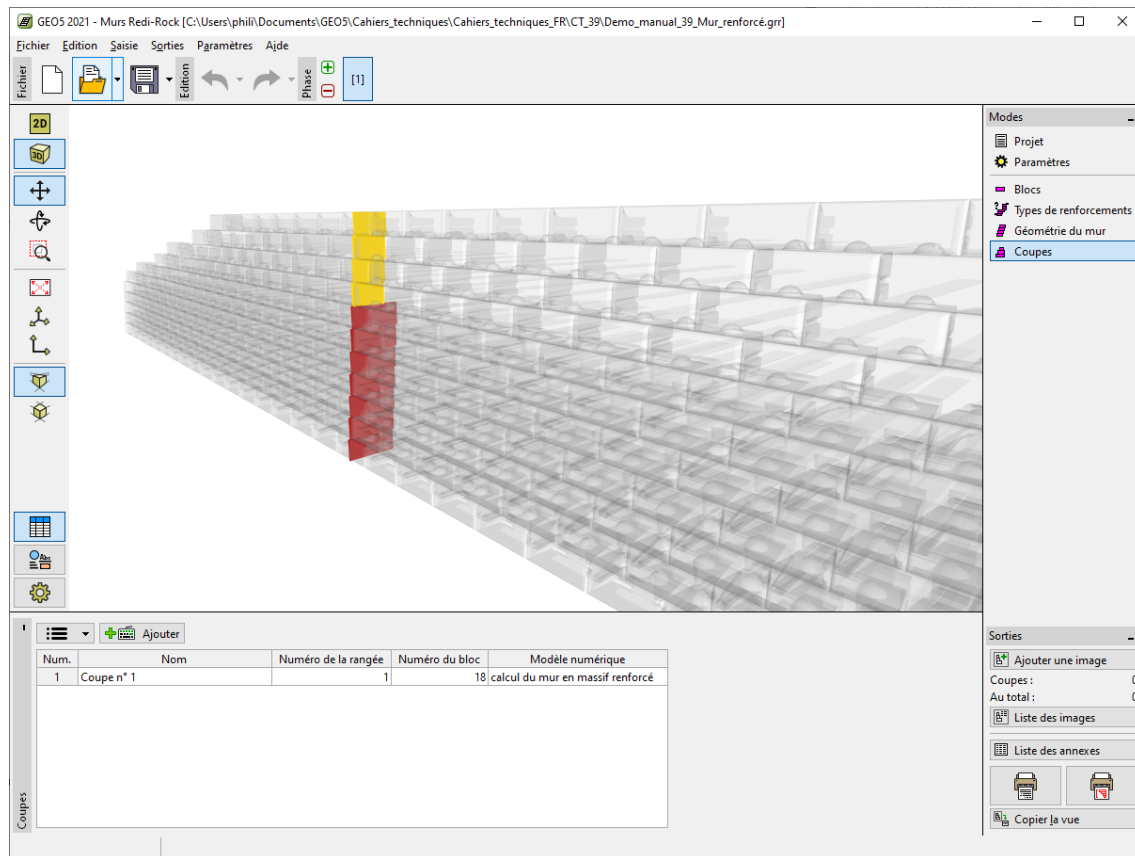 GEO5 2021 - Murs Redi-Rock [C:\Users\phili\Documents\GEO5\Cahiers_techniques\Cahiers_techniques_FR\CT_39\Demo_manual_39_Mur_renforcé.grr]
Fichier Edition Saisie Sorties Paramètres Aide
Fichier
Edition
Phase
[1]
2D
3D
Modes
Projet
Paramètres
Blocs
Types de renforcements
Géométrie du mur
Coupes
Ajouter
Num. Nom Numéro de la rangée Numéro du bloc Modèle numérique
1 Coupe n° 1 1 18 calcul du mur en massif renforcé
Coupes
Sorties
Ajouter une image
Coupes : 0
Au total : 0
Liste des images
Liste des annexes
Copier la vue